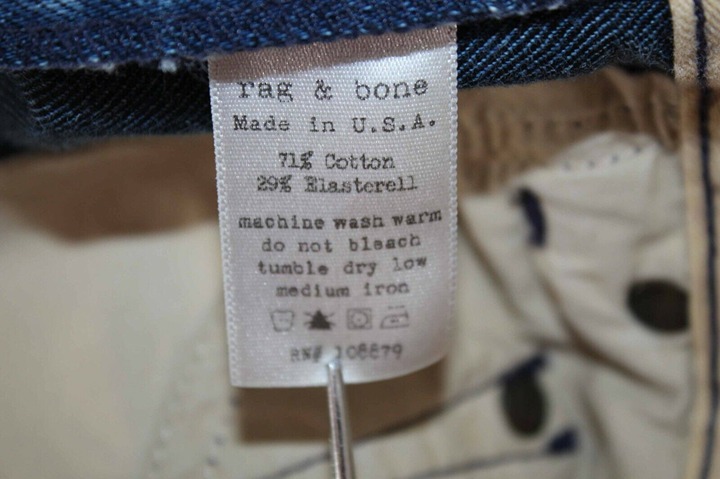 rag & bone
Made in U.S.A.
71% Cotton
29% Elasterell
machine wash warm
do not bleach
tumble dry low
medium iron
RN# 108879